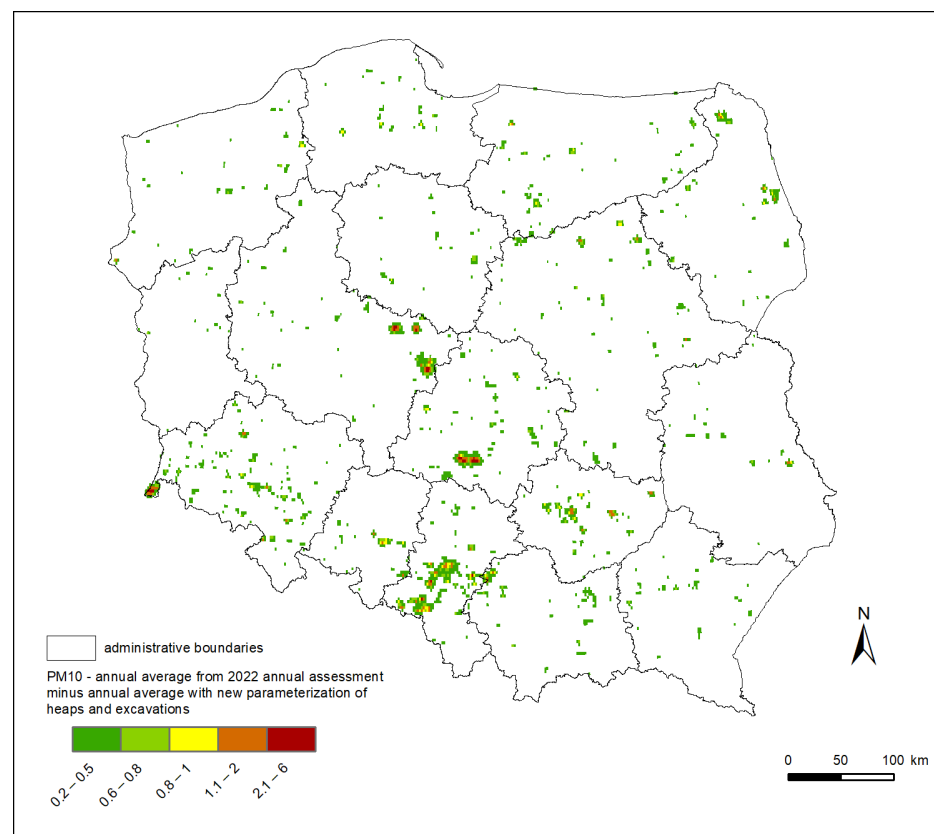 N
administrative boundaries
PM10 - annual average from 2022 annual assessment
minus annual average with new parameterization of
heaps and excavations
0.2 – 0.5
0.6 – 0.8
0.8 – 1
1.1 – 2
2.1 – 6
0 50 100 km